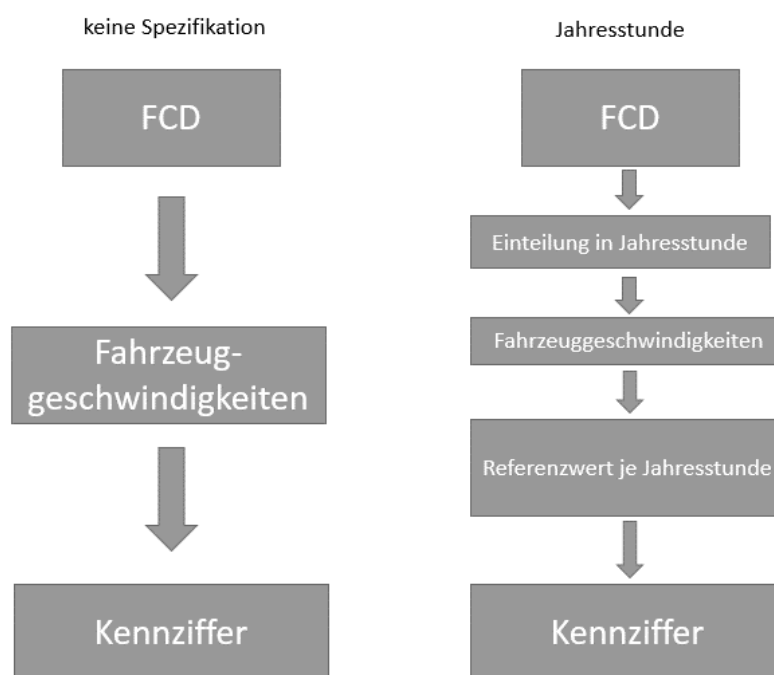 keine Spezifikation
FCD
Fahrzeug-
geschwindigkeiten
Kennziffer
Jahresstunde
FCD
Einteilung in Jahresstunde
Fahrzeuggeschwindigkeiten
Referenzwert je Jahresstunde
Kennziffer